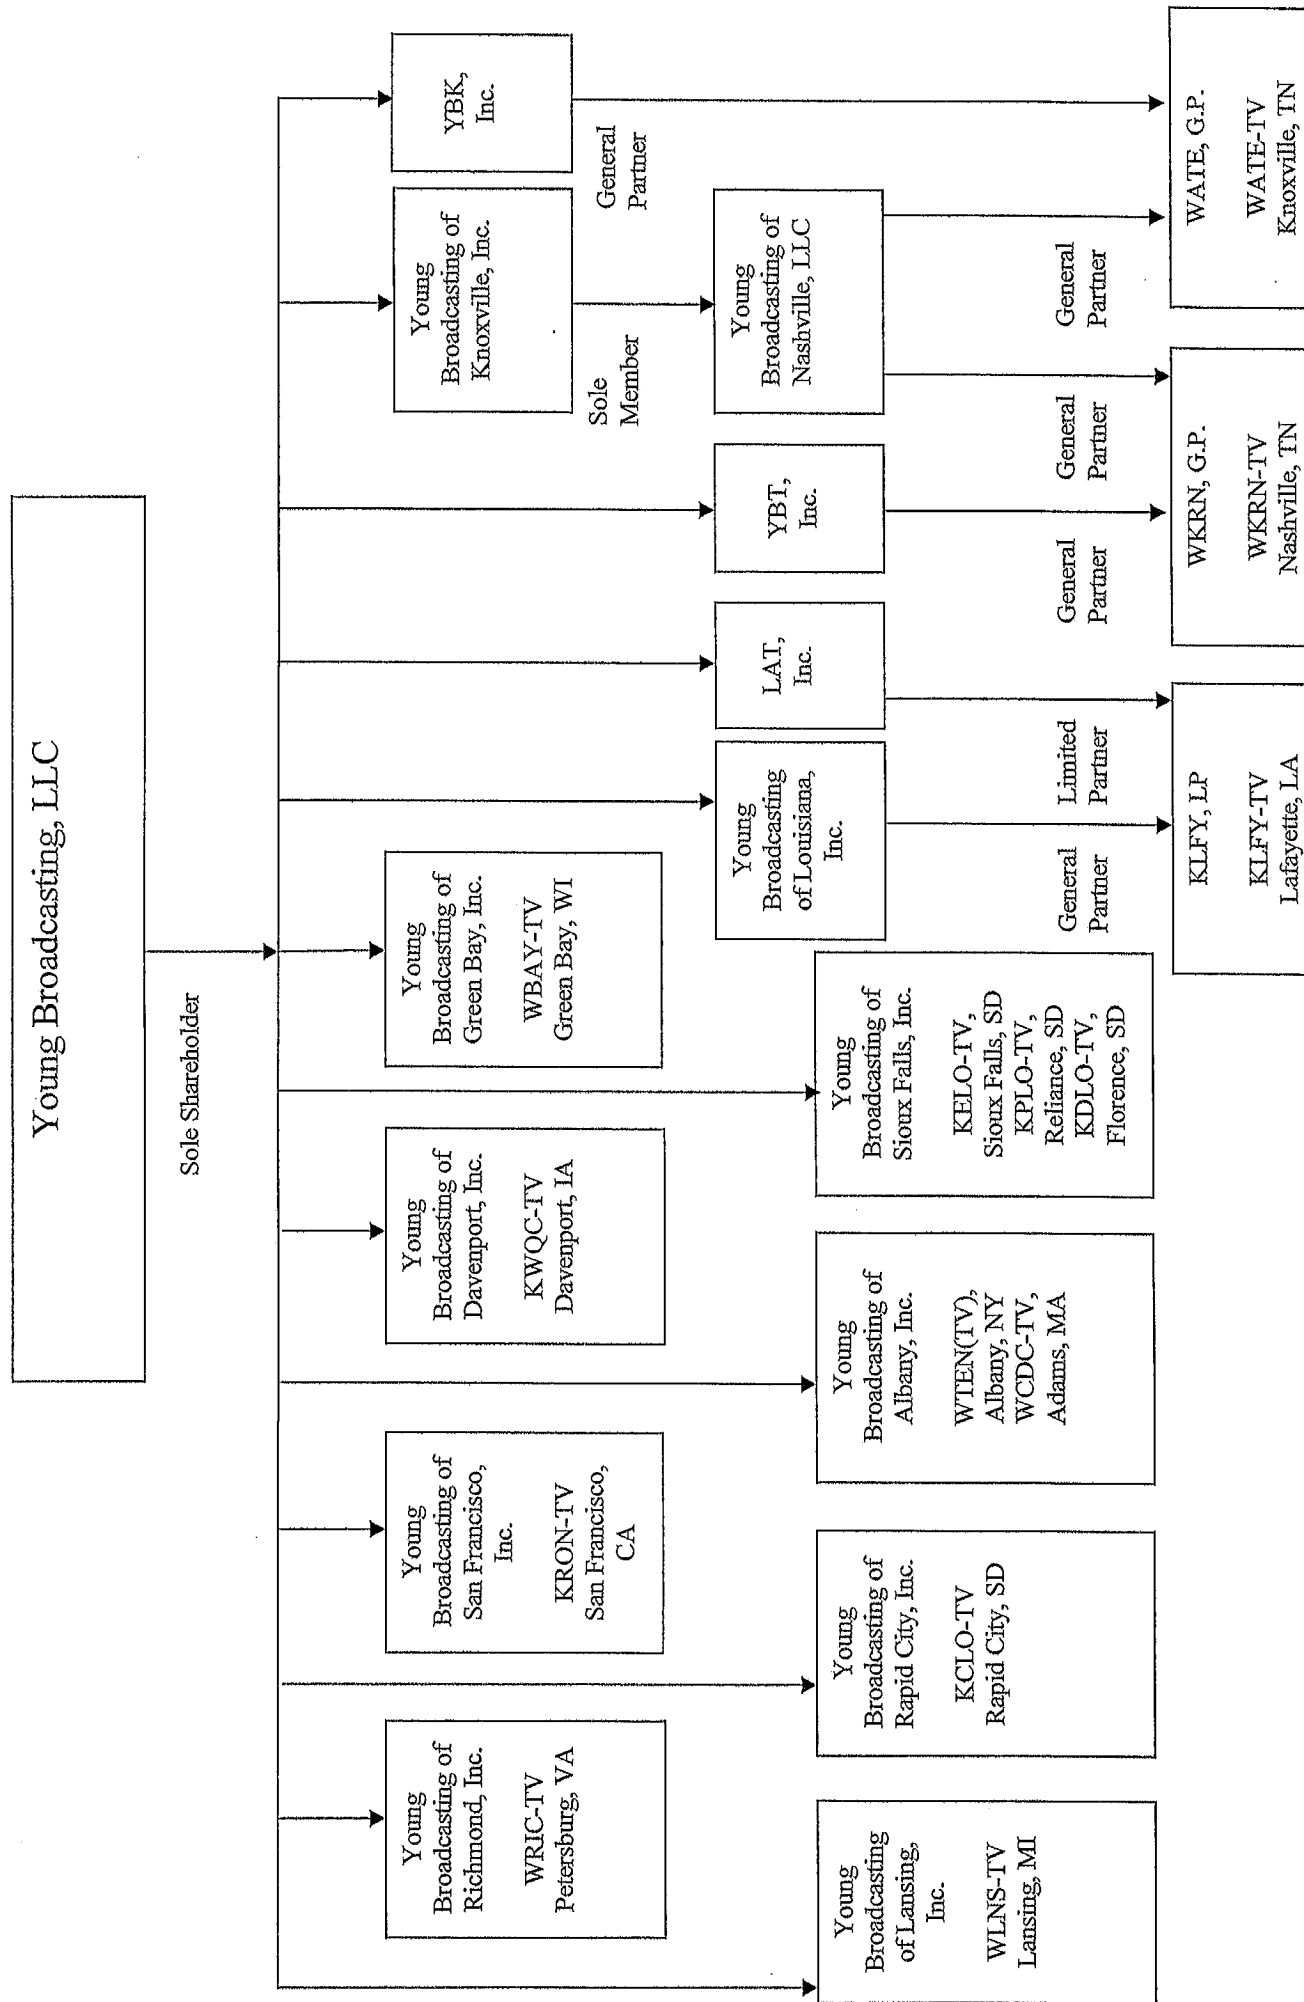 Young Broadcasting, LLC
Sole Shareholder
Young
Broadcasting of
Richmond, Inc.
WRIC-TV
Petersburg, VA
Young
Broadcasting of
San Francisco,
Inc.
KRON-TV
San Francisco,
CA
Young
Broadcasting of
Davenport, Inc.
KWQC-TV
Davenport, IA
Young
Broadcasting of
Green Bay, Inc.
WBAY-TV
Green Bay, WI
Young
Broadcasting of
Knoxville, Inc.
YBK,
Inc.
Sole
Member
General
Partner
Young
Broadcasting
of Louisiana,
Inc.
LAT,
Inc.
YBT,
Inc.
Young
Broadcasting of
Nashville, LLC
Young
Broadcasting
of Lansing,
Inc.
WLNS-TV
Lansing, MI
Young
Broadcasting of
Rapid City, Inc.
KCLO-TV
Rapid City, SD
Young
Broadcasting of
Albany, Inc.
WTEN(TV),
Albany, NY
WCDC-TV,
Adams, MA
Young
Broadcasting of
Sioux Falls, Inc.
KELO-TV,
Sioux Falls, SD
KPLO-TV,
Reliance, SD
KDLO-TV,
Florence, SD
General
Partner
Limited
Partner
General
Partner
General
Partner
General
Partner
KLFY, LP
KLFY-TV
Lafayette, LA
WKRN, G.P.
WKRN-TV
Nashville, TN
WATE, G.P.
WATE-TV
Knoxville, TN